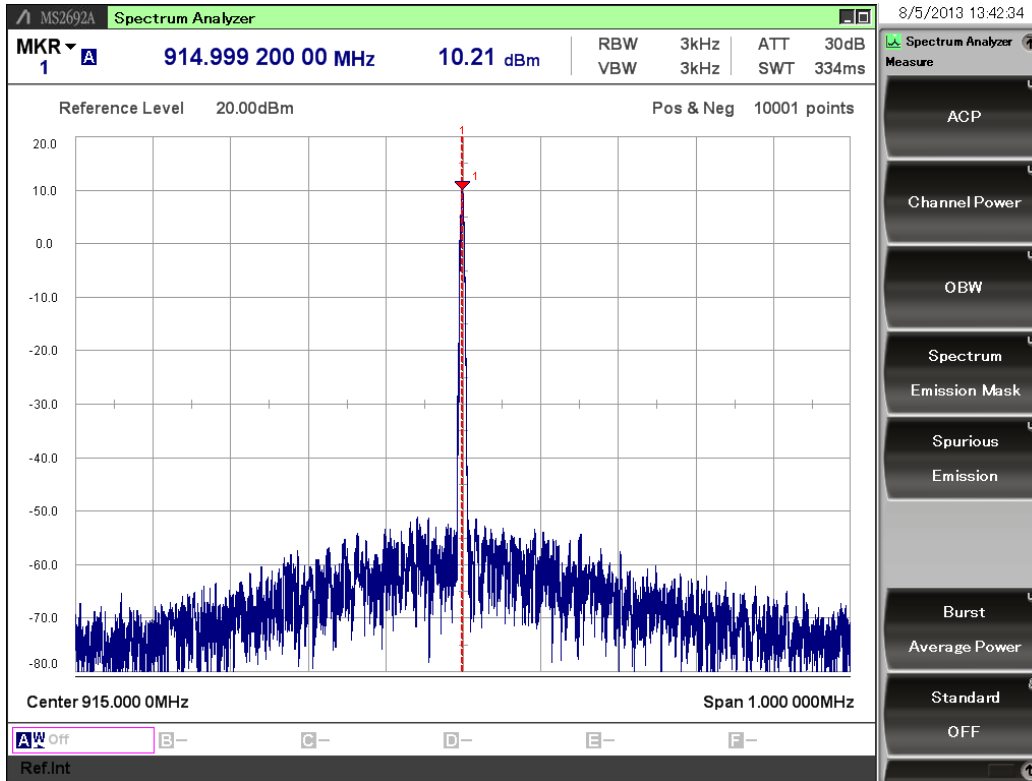 MS2692A Spectrum Analyzer
8/5/2013 13:42:34
MKR A 914.999 200 00 MHz 10.21 dBm RBW 3kHz ATT 30dB
1 VBW 3kHz SWT 334ms
Spectrum Analyzer
Measure
Reference Level 20.00dBm Pos & Neg 10001 points
ACP
Channel Power
OBW
Spectrum
Emission Mask
Spurious
Emission
Burst
Average Power
Standard
OFF
1
1
20.0
10.0
0.0
-10.0
-20.0
-30.0
-40.0
-50.0
-60.0
-70.0
-80.0
Center 915.000 0MHz Span 1.000 000MHz
A W Off B– C– D– E– F–
Ref.Int